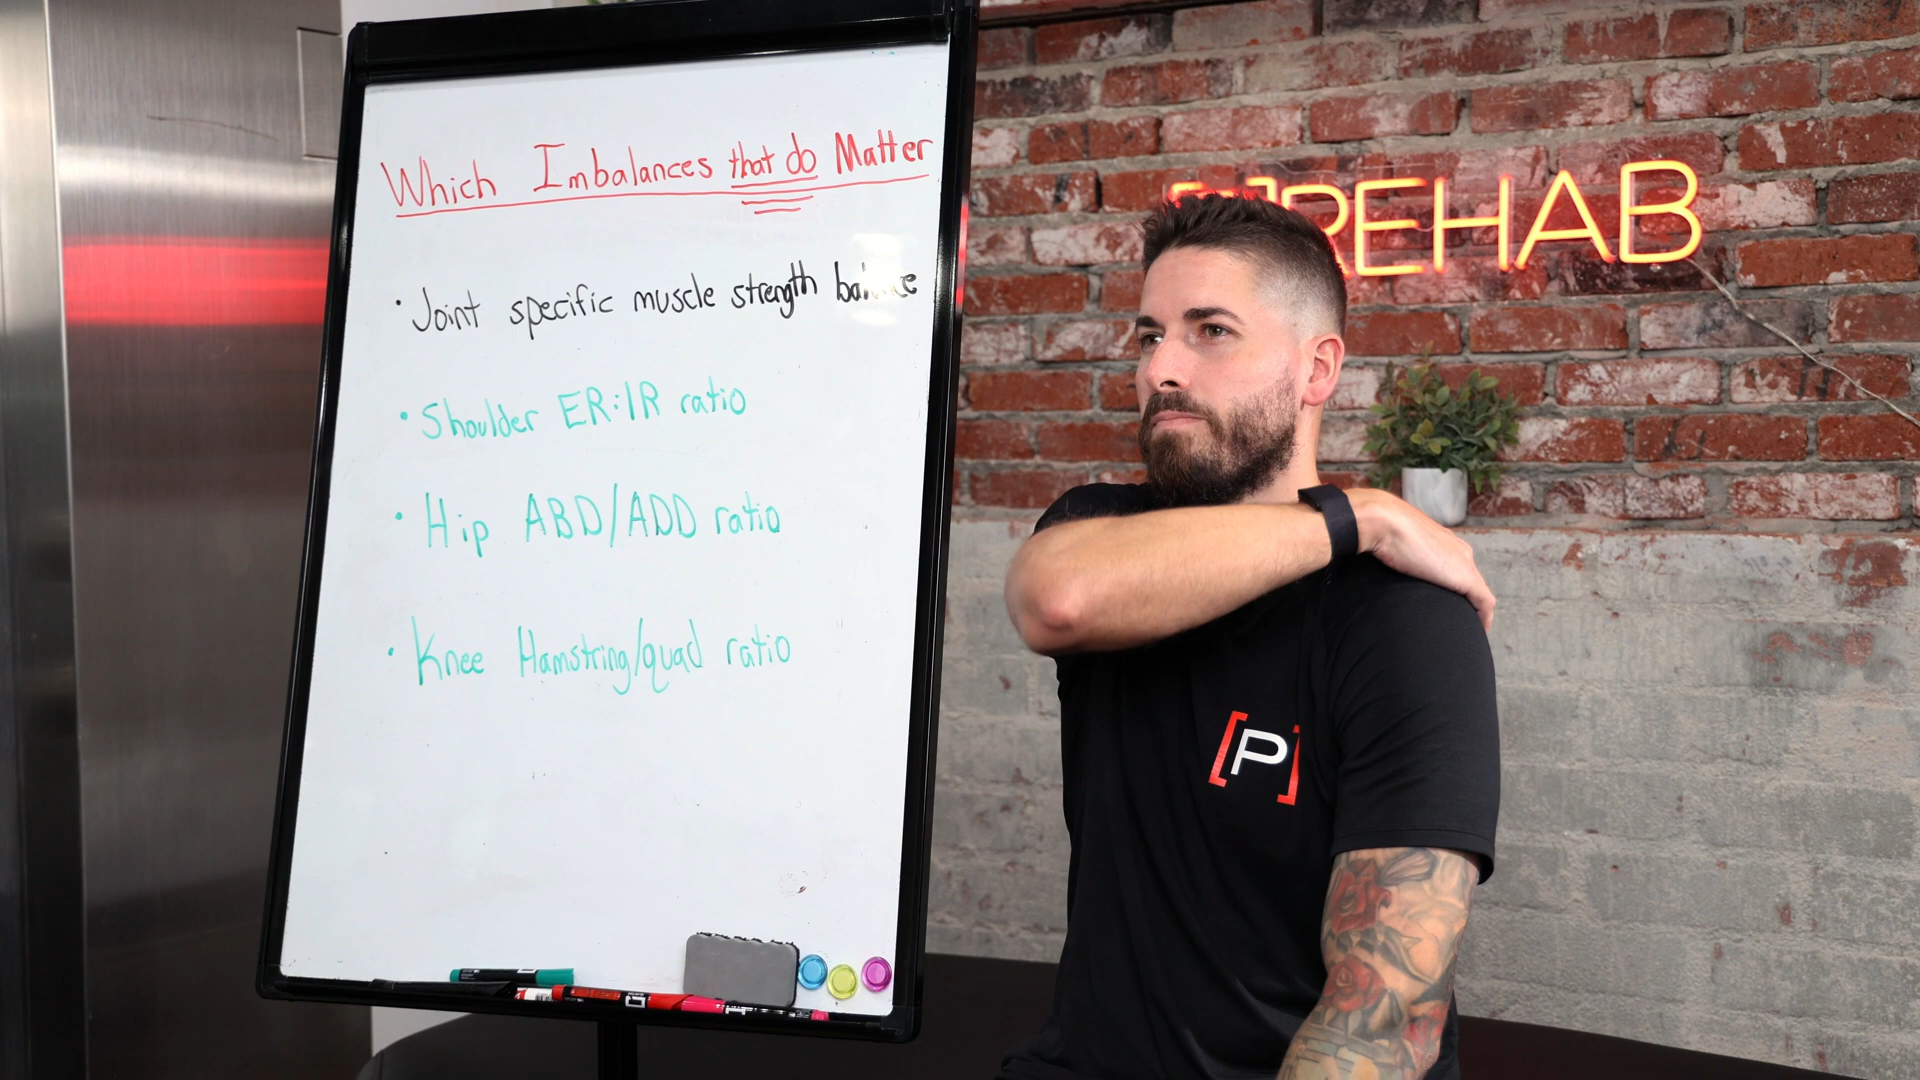 Which Imbalances that do Matter
• Joint specific muscle strength balance
• Shoulder ER:IR ratio
• Hip ABD/ADD ratio
• Knee Hamstring/quad ratio
REHAB
[P]